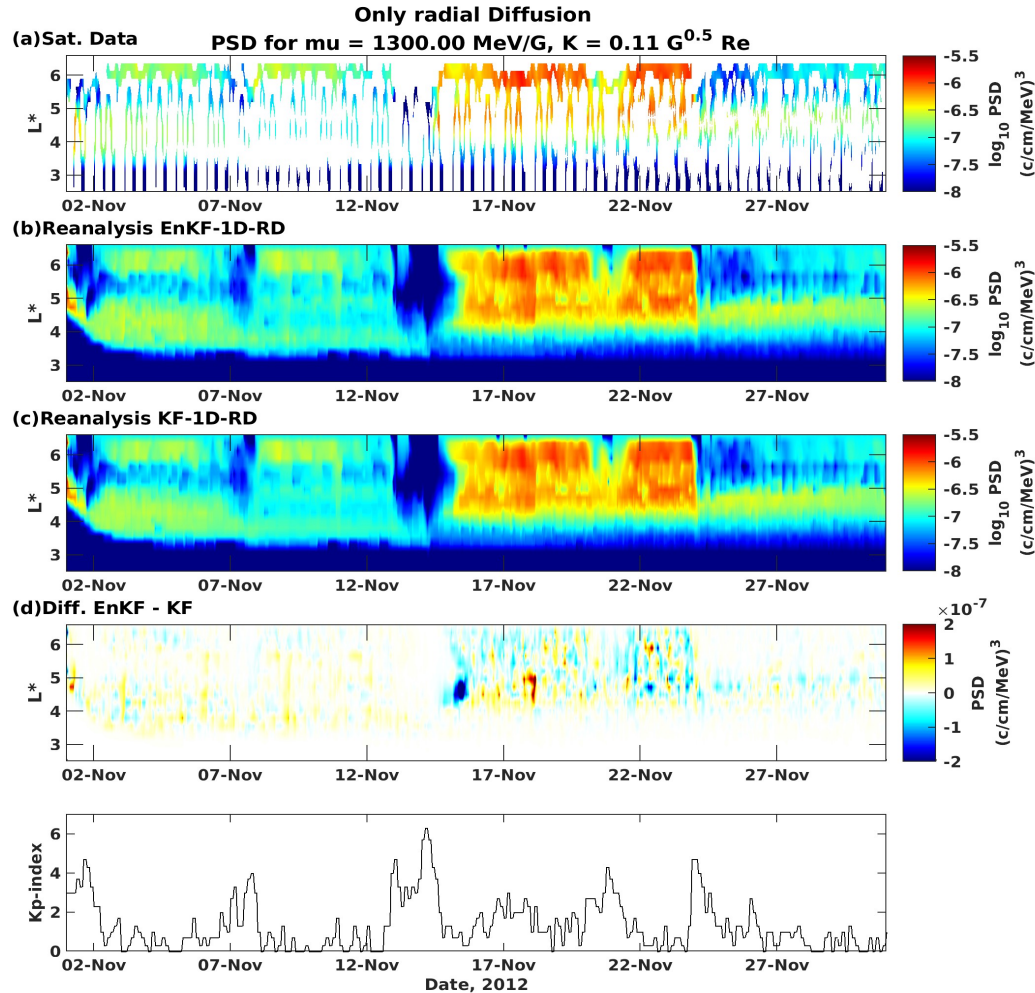 Only radial Diffusion
(a)Sat. Data
PSD for mu = 1300.00 MeV/G, K = 0.11 G^0.5 Re
L*
6
5
4
3
02-Nov 07-Nov 12-Nov 17-Nov 22-Nov 27-Nov
-5.5
-6
-6.5
-7
-7.5
-8
log10 PSD
(c/cm/MeV)^3
(b)Reanalysis EnKF-1D-RD
L*
6
5
4
3
02-Nov 07-Nov 12-Nov 17-Nov 22-Nov 27-Nov
-5.5
-6
-6.5
-7
-7.5
-8
log10 PSD
(c/cm/MeV)^3
(c)Reanalysis KF-1D-RD
L*
6
5
4
3
02-Nov 07-Nov 12-Nov 17-Nov 22-Nov 27-Nov
-5.5
-6
-6.5
-7
-7.5
-8
log10 PSD
(c/cm/MeV)^3
(d)Diff. EnKF - KF
L*
6
5
4
3
02-Nov 07-Nov 12-Nov 17-Nov 22-Nov 27-Nov
×10^-7
2
1
0
-1
-2
PSD
(c/cm/MeV)^3
Kp-index
6
4
2
0
02-Nov 07-Nov 12-Nov 17-Nov 22-Nov 27-Nov
Date, 2012